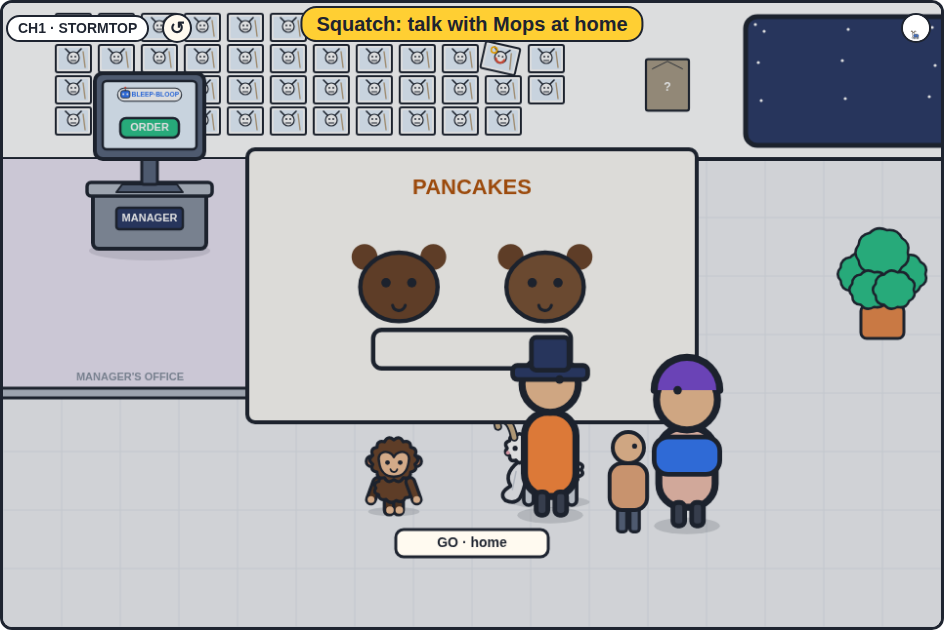 CH1 · STORMTOP
↺
Squatch: talk with Mops at home
BLEEP-BLOOP
ORDER
MANAGER
?
PANCAKES
MANAGER'S OFFICE
GO · home